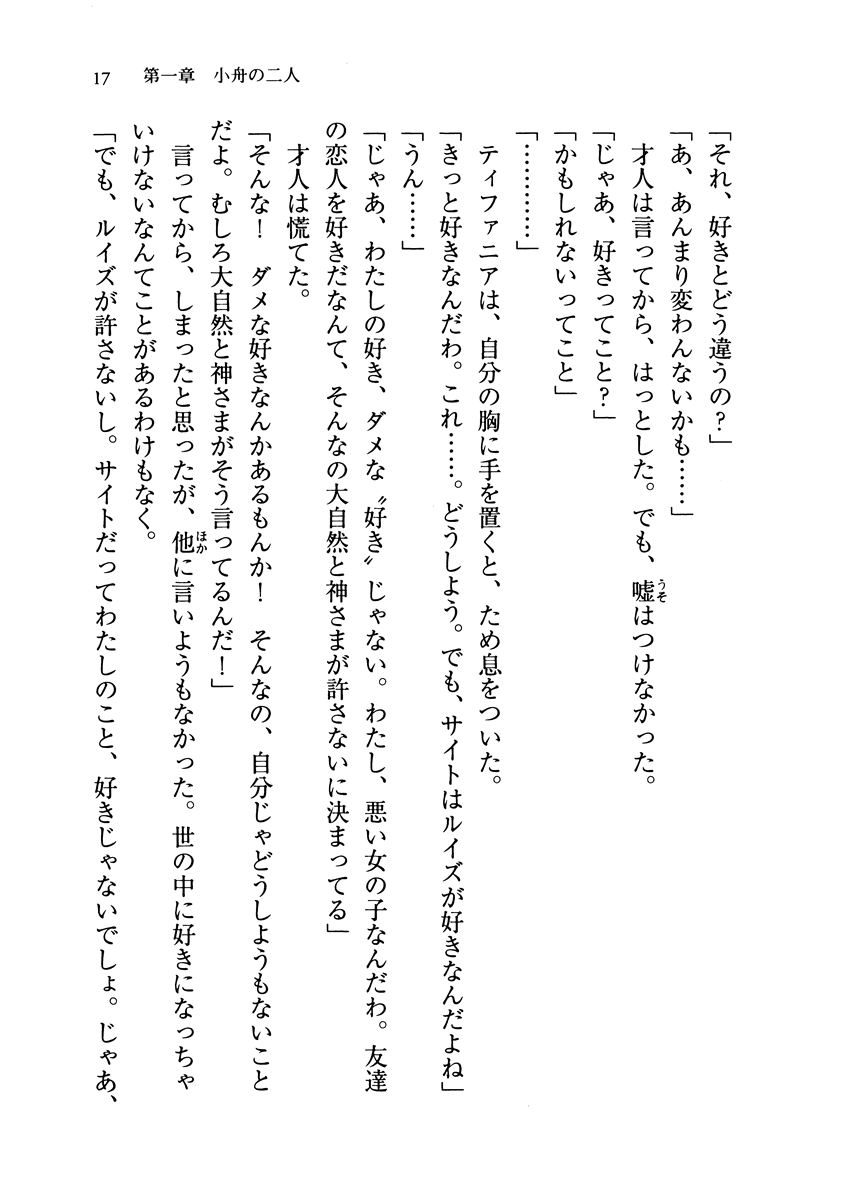 17　第一章　小舟の二人
「それ、好きとどう違うの？」
「あ、あんまり変わんないかも……」
　才人は言ってから、はっとした。でも、嘘はつけなかった。
「じゃあ、好きってこと？」
「かもしれないってこと」
「…………」
　ティファニアは、自分の胸に手を置くと、ため息をついた。
「きっと好きなんだわ。これ……。どうしよう。でも、サイトはルイズが好きなんだよね」
「うん……」
「じゃあ、わたしの好き、ダメな〝好き〟じゃない。わたし、悪い女の子なんだわ。友達
の恋人を好きだなんて、そんなの大自然と神さまが許さないに決まってる」
　才人は慌てた。
「そんな！　ダメな好きなんかあるもんか！　そんなの、自分じゃどうしようもないこと
だよ。むしろ大自然と神さまがそう言ってるんだ！」
　言ってから、しまったと思ったが、他に言いようもなかった。世の中に好きになっちゃ
いけないなんてことがあるわけもなく。
「でも、ルイズが許さないし。サイトだってわたしのこと、好きじゃないでしょ。じゃあ、